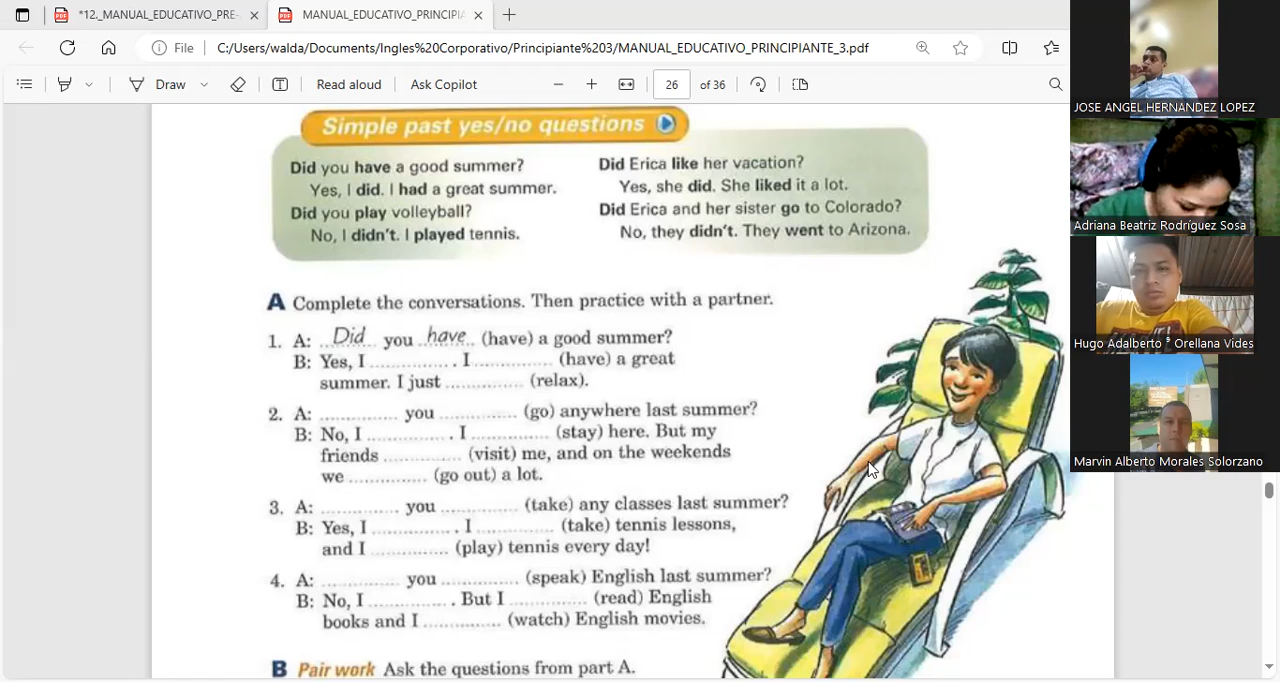 *12._MANUAL_EDUCATIVO_PRE-
MANUAL_EDUCATIVO_PRINCIPIA
File
C:/Users/walda/Documents/Ingles%20Corporativo/Principiante%203/MANUAL_EDUCATIVO_PRINCIPIANTE_3.pdf
Draw
Read aloud
Ask Copilot
26 of 36
Simple past yes/no questions
Did you have a good summer?
Yes, I did. I had a great summer.
Did you play volleyball?
No, I didn't. I played tennis.
Did Erica like her vacation?
Yes, she did. She liked it a lot.
Did Erica and her sister go to Colorado?
No, they didn't. They went to Arizona.
A Complete the conversations. Then practice with a partner.
1. A: Did you have (have) a good summer?
B: Yes, I .............. . I .............. (have) a great
summer. I just .............. (relax).
2. A: .............. you .............. (go) anywhere last summer?
B: No, I .............. . I .............. (stay) here. But my
friends .............. (visit) me, and on the weekends
we .............. (go out) a lot.
3. A: .............. you .............. (take) any classes last summer?
B: Yes, I .............. . I .............. (take) tennis lessons,
and I .............. (play) tennis every day!
4. A: .............. you .............. (speak) English last summer?
B: No, I .............. . But I .............. (read) English
books and I .............. (watch) English movies.
B Pair work Ask the questions from part A.
JOSE ANGEL HERNANDEZ LOPEZ
Adriana Beatriz Rodríguez Sosa
Hugo Adalberto Orellana Vides
Marvin Alberto Morales Solorzano